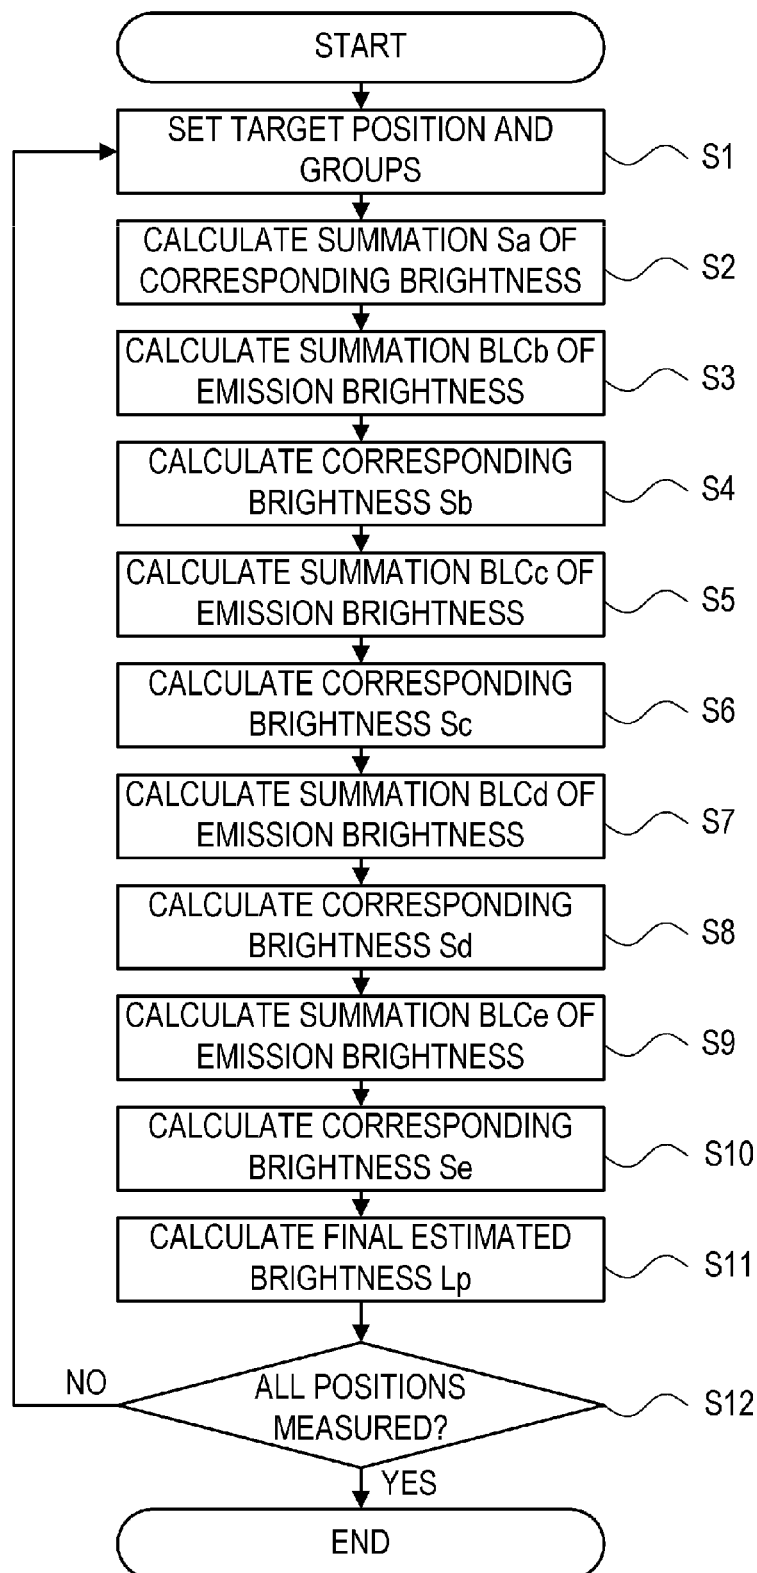 START
SET TARGET POSITION AND
GROUPS
S1
CALCULATE SUMMATION Sa OF
CORRESPONDING BRIGHTNESS
S2
CALCULATE SUMMATION BLCb OF
EMISSION BRIGHTNESS
S3
CALCULATE CORRESPONDING
BRIGHTNESS Sb
S4
CALCULATE SUMMATION BLCc OF
EMISSION BRIGHTNESS
S5
CALCULATE CORRESPONDING
BRIGHTNESS Sc
S6
CALCULATE SUMMATION BLCd OF
EMISSION BRIGHTNESS
S7
CALCULATE CORRESPONDING
BRIGHTNESS Sd
S8
CALCULATE SUMMATION BLCe OF
EMISSION BRIGHTNESS
S9
CALCULATE CORRESPONDING
BRIGHTNESS Se
S10
CALCULATE FINAL ESTIMATED
BRIGHTNESS Lp
S11
NO
ALL POSITIONS
MEASURED?
S12
YES
END